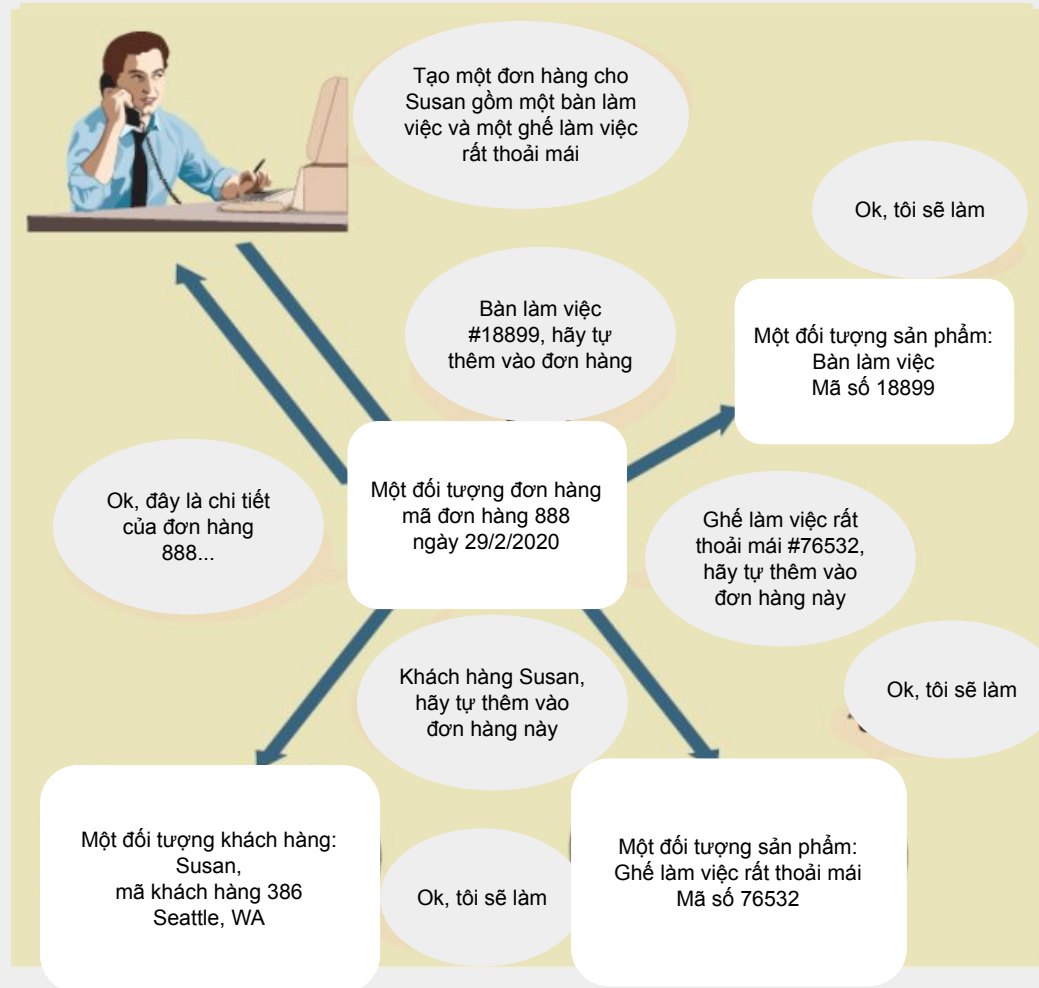 Tạo một đơn hàng cho
Susan gồm một bàn làm
việc và một ghế làm việc
rất thoải mái
Ok, tôi sẽ làm
Bàn làm việc
#18899, hãy tự
thêm vào đơn hàng
Một đối tượng sản phẩm:
Bàn làm việc
Mã số 18899
Ok, đây là chi tiết
của đơn hàng
888...
Một đối tượng đơn hàng
mã đơn hàng 888
ngày 29/2/2020
Ghế làm việc rất
thoải mái #76532,
hãy tự thêm vào
đơn hàng này
Khách hàng Susan,
hãy tự thêm vào
đơn hàng này
Ok, tôi sẽ làm
Một đối tượng khách hàng:
Susan,
mã khách hàng 386
Seattle, WA
Ok, tôi sẽ làm
Một đối tượng sản phẩm:
Ghế làm việc rất thoải mái
Mã số 76532